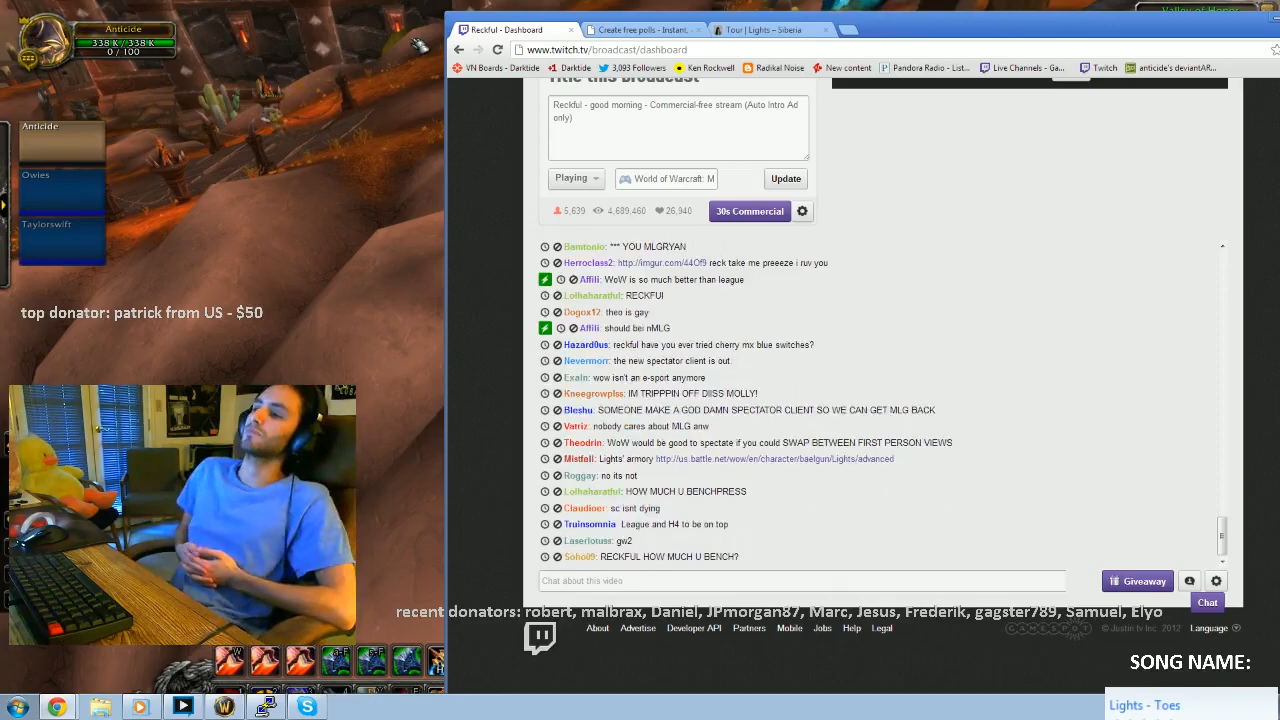 Anticide
338 K / 338 K
0 / 100
Valley of Honor
Reckful - Dashboard
Create free polls - Instant,
Tour | Lights – Siberia
www.twitch.tv/broadcast/dashboard
VN Boards - Darktide
+1 Darktide
3,093 Followers
Ken Rockwell
Radikal Noise
New content
Pandora Radio - List...
Live Channels - Ga...
Twitch
anticide's deviantAR...
Title this broadcast
Reckful - good morning - Commercial-free stream (Auto Intro Ad
only)
Playing
World of Warcraft: M
Update
5,639
4,689,460
26,940
30s Commercial
Anticide
Owies
Taylorswift
top donator: patrick from US - $50
Bamtonio: *** YOU MLGRYAN
Herroclass2: http://imgur.com/44Of9 reck take me preeeze i ruv you
Affili: WoW is so much better than league
Lolhaharatful: RECKFUl
Dogox12: theo is gay
Affili: should bei nMLG
Hazard0us: reckful have you ever tried cherry mx blue switches?
Nevermorr: the new spectator client is out.
Exaln: wow isn't an e-sport anymore
Kneegrowplss: IM TRIPPPIN OFF DIISS MOLLY!
Bleshu: SOMEONE MAKE A GOD DAMN SPECTATOR CLIENT SO WE CAN GET MLG BACK
Vatriz: nobody cares about MLG anw
Theodrin: WoW would be good to spectate if you could SWAP BETWEEN FIRST PERSON VIEWS
Mistfall: Lights' armory http://us.battle.net/wow/en/character/baelgun/Lights/advanced
Roggay: no its not
Lolhaharatful: HOW MUCH U BENCHPRESS
Claudioer: sc isnt dying
Truinsomnia: League and H4 to be on top
Laserlotuss: gw2
Soho09: RECKFUL HOW MUCH U BENCH?
Chat about this video
Giveaway
Chat
recent donators: robert, malbrax, Daniel, JPmorgan87, Marc, Jesus, Frederik, gagster789, Samuel, Elyo
About
Advertise
Developer API
Partners
Mobile
Jobs
Help
Legal
GAMESPOT
© Justin.tv Inc 2012
Language
SONG NAME:
Lights - Toes